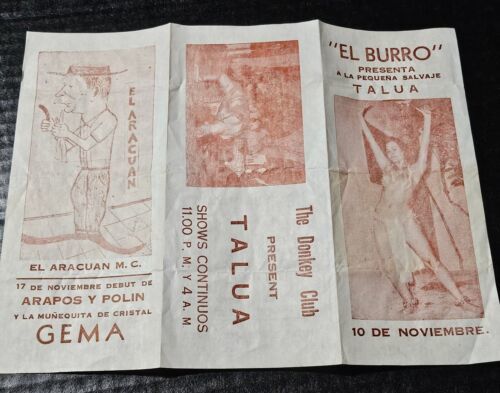 EL ARACUAN
EL ARACUAN M. C.
17 DE NOVIEMBRE DEBUT DE
ARAPOS Y POLIN
Y LA MUÑEQUITA DE CRISTAL
GEMA
The Donkey Club
PRESENT
TALUA
SHOWS CONTINUOS
11.00 P. M. Y 4 A. M
"EL BURRO"
PRESENTA
A LA PEQUEÑA SALVAJE
TALUA
10 DE NOVIEMBRE.